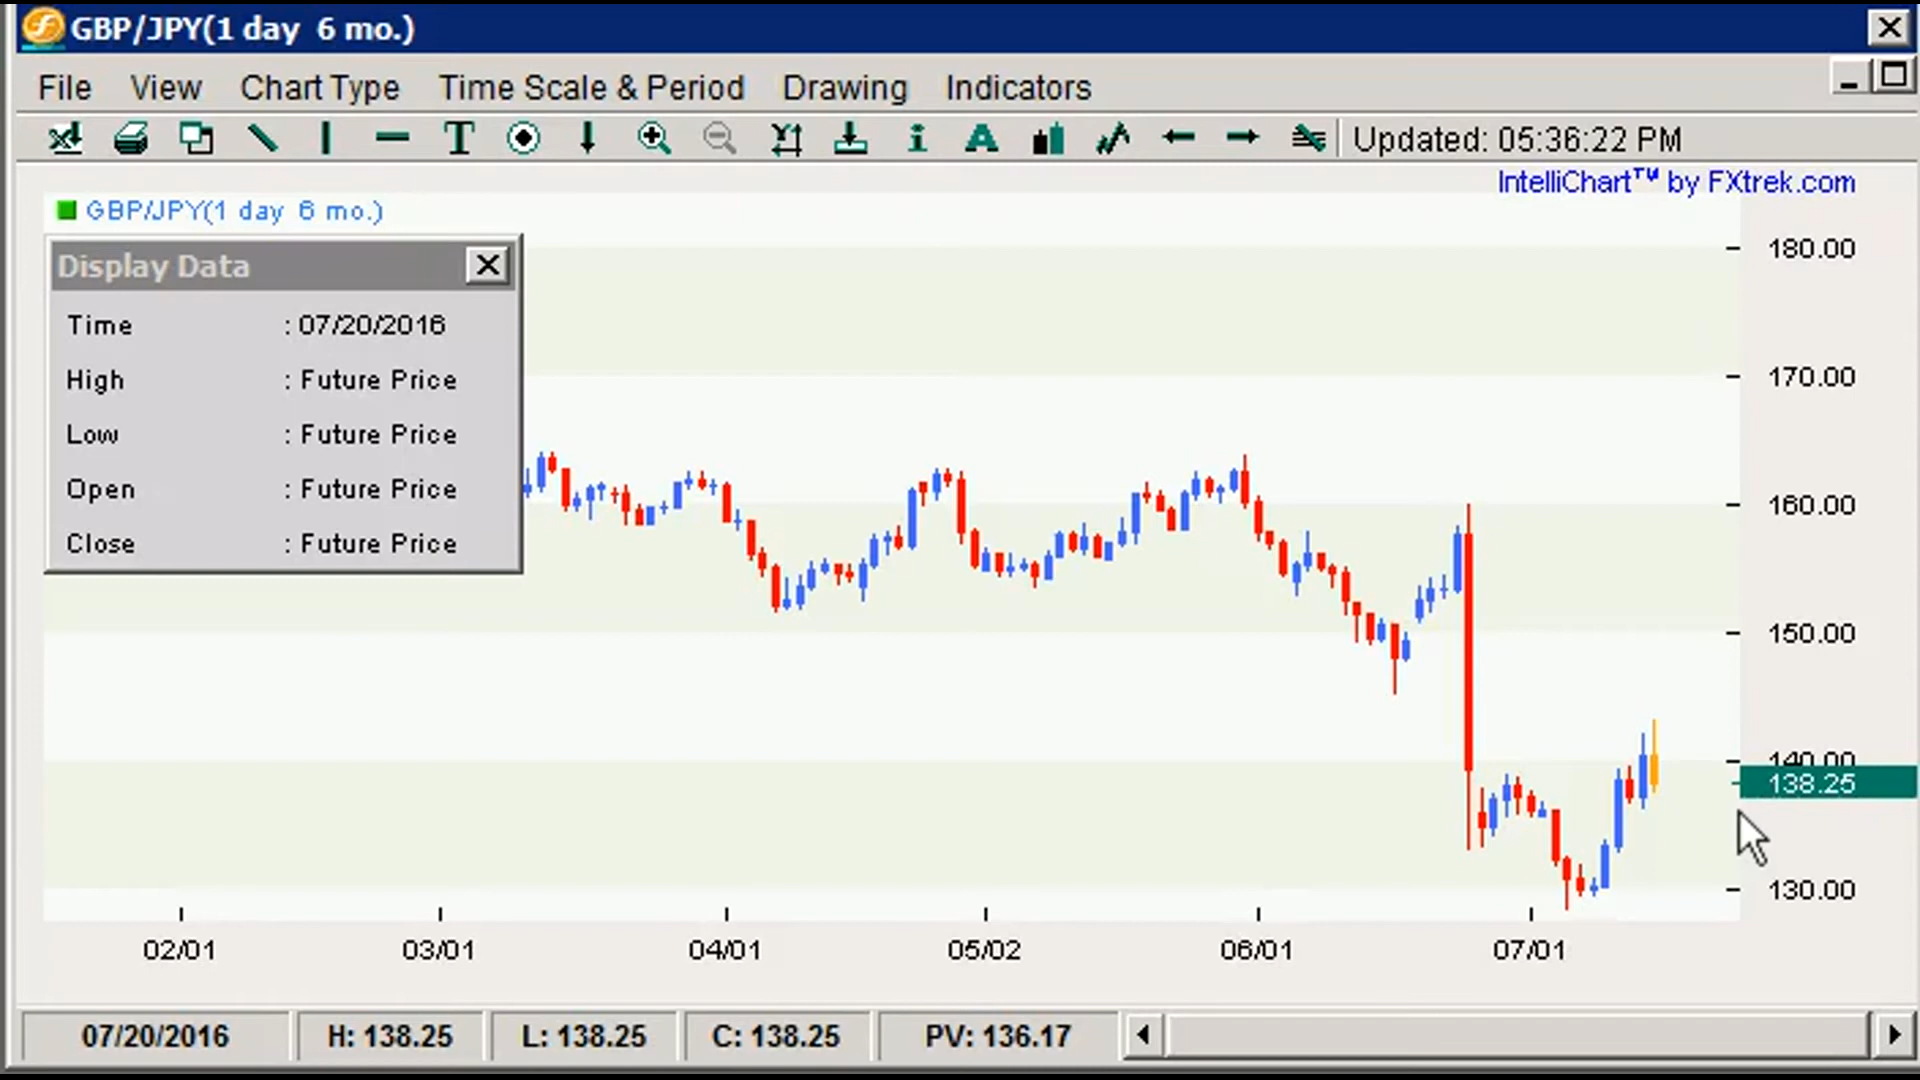 GBP/JPY(1 day 6 mo.)
File View Chart Type Time Scale & Period Drawing Indicators
Updated: 05:36:22 PM
IntelliChart™ by FXtrek.com
GBP/JPY(1 day 6 mo.)
Display Data
Time : 07/20/2016
High : Future Price
Low : Future Price
Open : Future Price
Close : Future Price
180.00
170.00
160.00
150.00
140.00
138.25
130.00
02/01 03/01 04/01 05/02 06/01 07/01
07/20/2016 H: 138.25 L: 138.25 C: 138.25 PV: 136.17